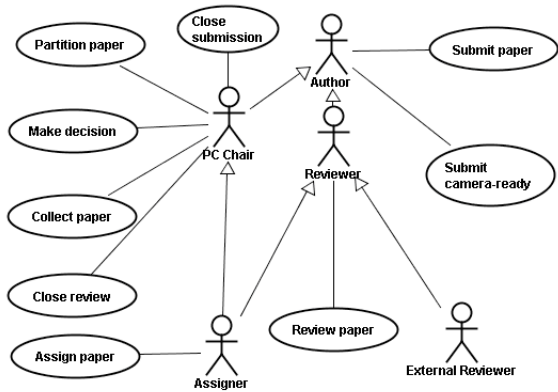 Close
submission
Partition paper
Submit paper
Author
Make decision
PC Chair
Reviewer
Submit
camera-ready
Collect paper
Close review
Review paper
Assign paper
External Reviewer
Assigner